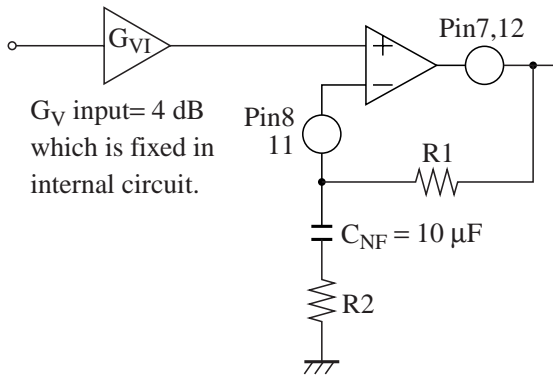 Pin7,12
G_VI
+
−
G_V input= 4 dB
which is fixed in
internal circuit.
Pin8
11
R1
C_NF = 10 µF
R2